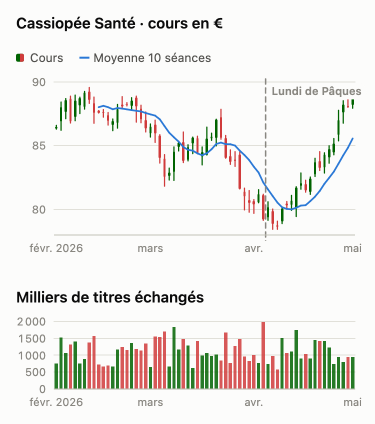 Cassiopée Santé · cours en €
Cours
Moyenne 10 séances
90
Lundi de Pâques
85
80
févr. 2026 mars avr. mai
Milliers de titres échangés
2 000
1 500
1 000
500
0
févr. 2026 mars avr. mai